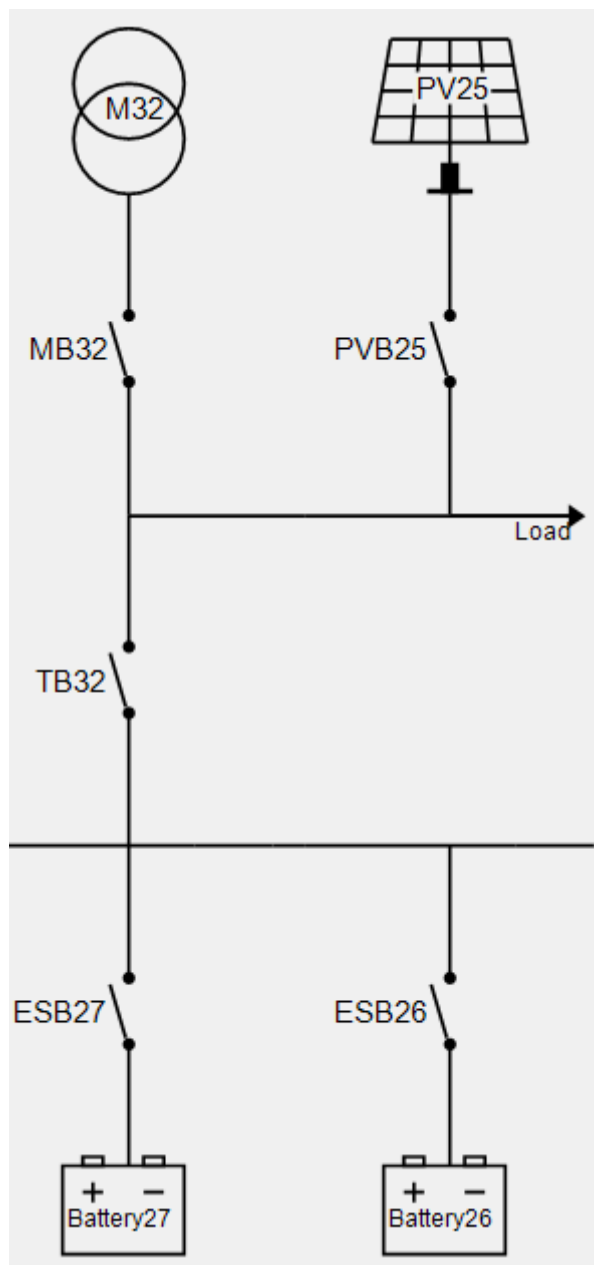 M32
PV25
MB32
PVB25
Load
TB32
ESB27
ESB26
+ −
Battery27
+ −
Battery26